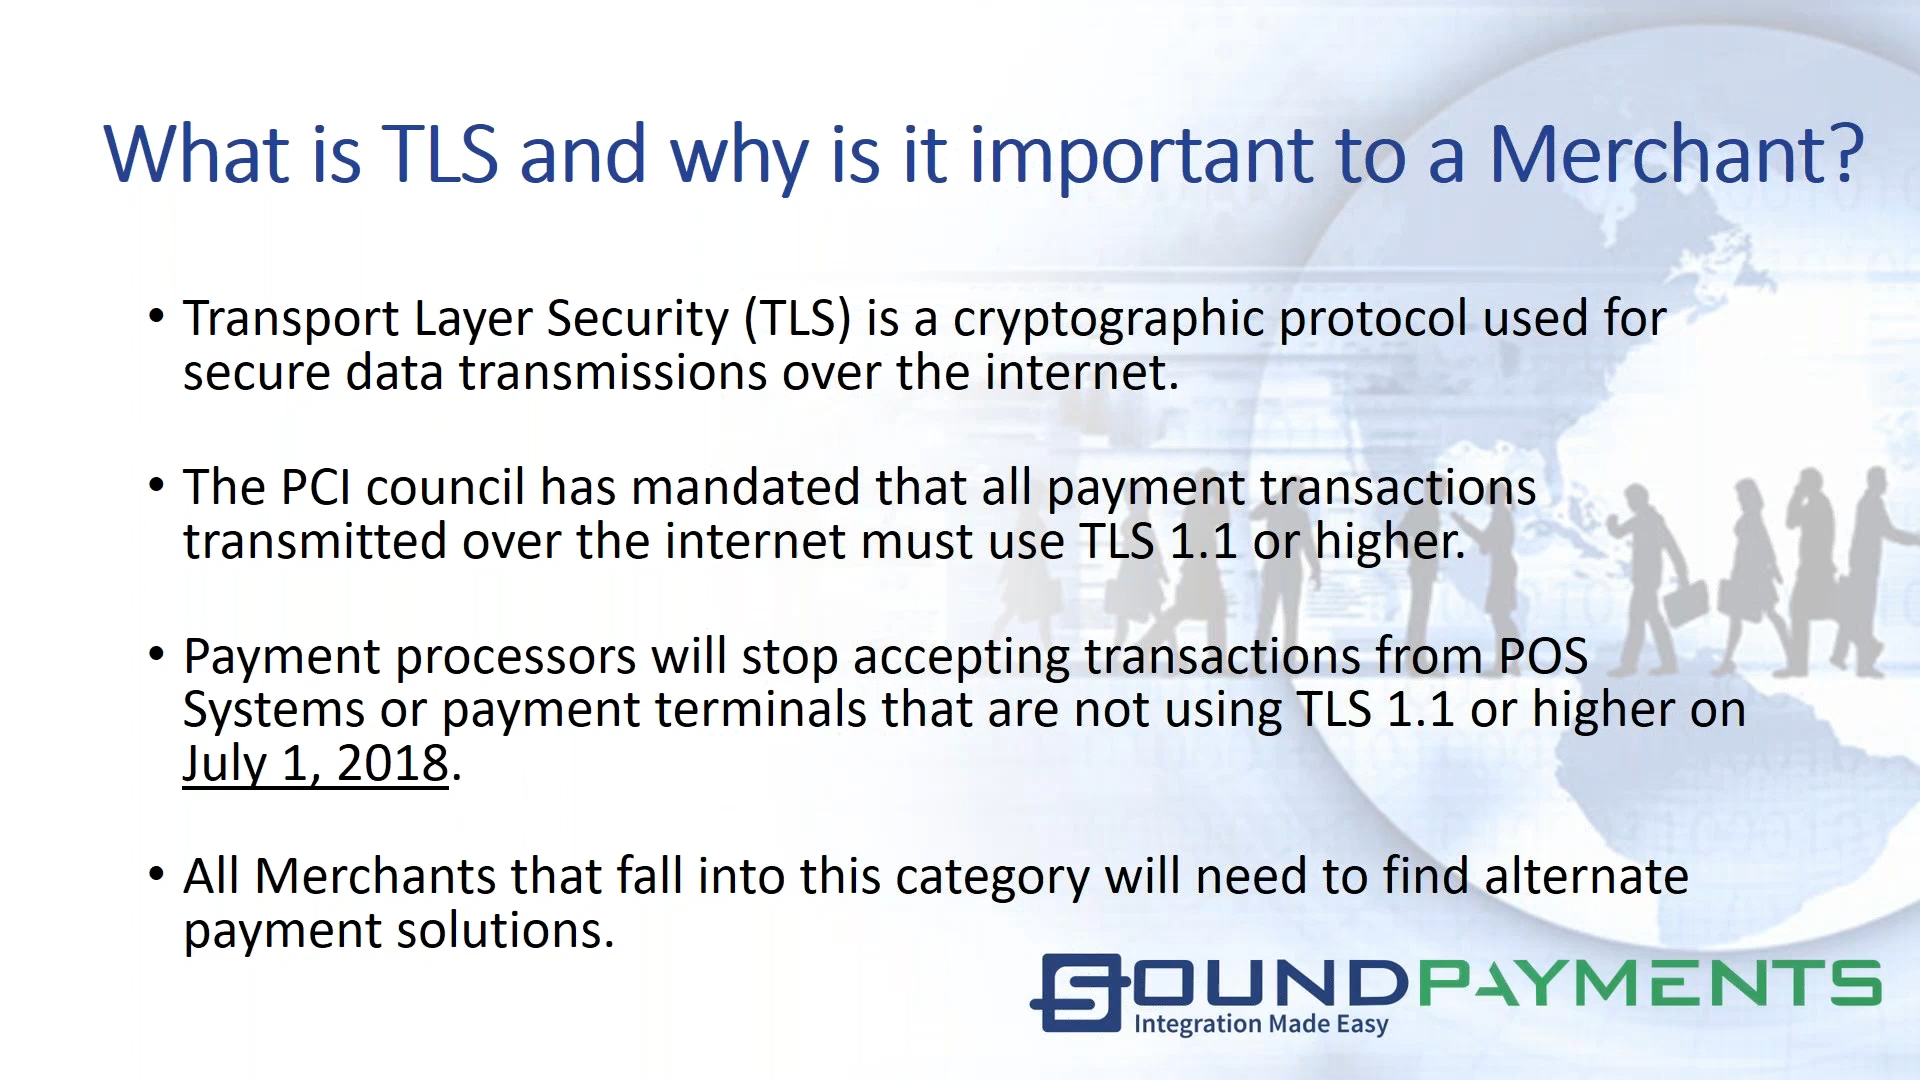 What is TLS and why is it important to a Merchant?
• Transport Layer Security (TLS) is a cryptographic protocol used for
secure data transmissions over the internet.
• The PCI council has mandated that all payment transactions
transmitted over the internet must use TLS 1.1 or higher.
• Payment processors will stop accepting transactions from POS
Systems or payment terminals that are not using TLS 1.1 or higher on
July 1, 2018.
• All Merchants that fall into this category will need to find alternate
payment solutions.
SOUNDPAYMENTS
Integration Made Easy